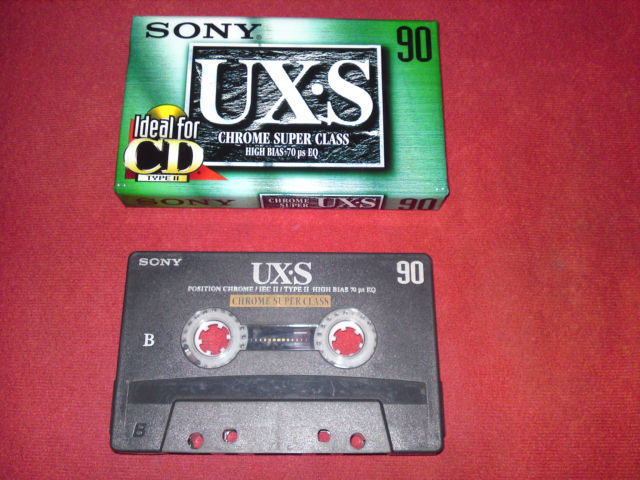 SONY
90
UX·S
CHROME SUPER CLASS
HIGH BIAS·70 μs EQ
Ideal for
CD
TYPE II
CHROME
SUPER
UX·S
90
SONY
UX·S
90
POSITION CHROME / IEC II / TYPE II HIGH BIAS 70 μs EQ
CHROME SUPER CLASS
B
B